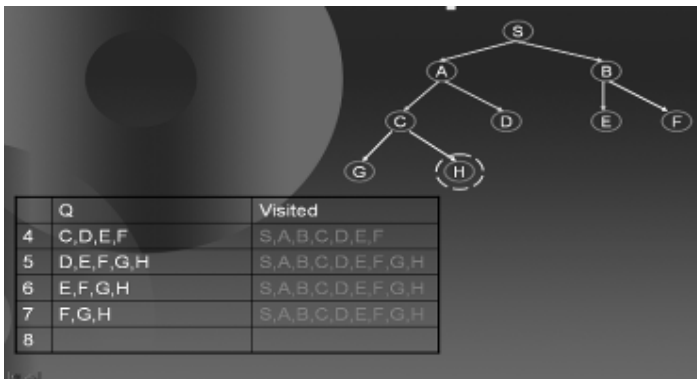 S
A B
C D E F
G H
Q Visited
4 C,D,E,F S,A,B,C,D,E,F
5 D,E,F,G,H S,A,B,C,D,E,F,G,H
6 E,F,G,H S,A,B,C,D,E,F,G,H
7 F,G,H S,A,B,C,D,E,F,G,H
8